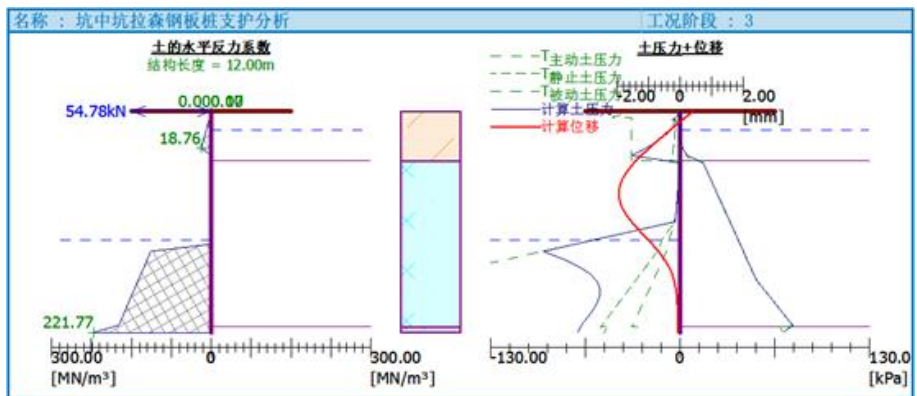 名称 : 坑中坑拉森钢板桩支护分析
工况阶段 : 3
土的水平反力系数
结构长度 = 12.00m
54.78kN
18.76
221.77
300.00
0
300.00
[MN/m³]
[MN/m³]
土压力+位移
T主动土压力
T静止土压力
T被动土压力
计算土压力
计算位移
-2.00
0
2.00
[mm]
-130.00
0
130.0
[kPa]